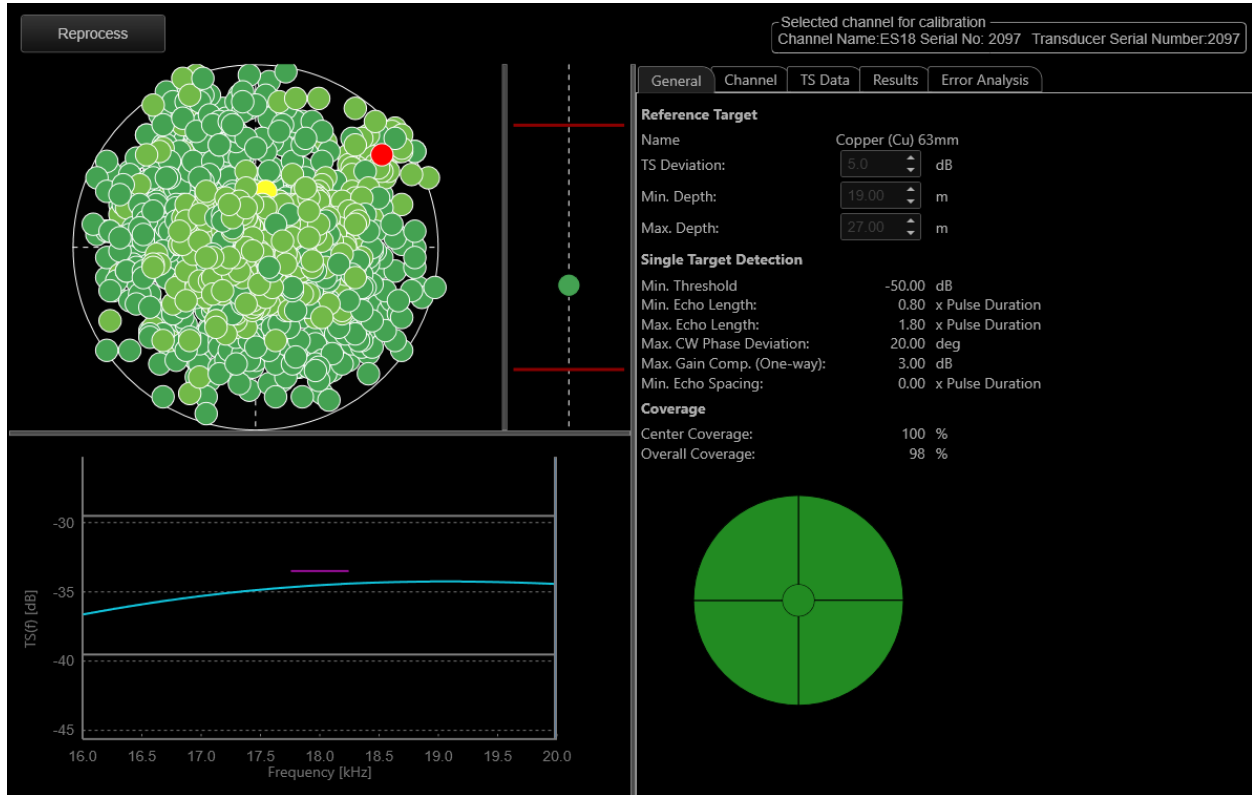 Reprocess
Selected channel for calibration
Channel Name:ES18 Serial No: 2097 Transducer Serial Number:2097
General Channel TS Data Results Error Analysis
Reference Target
Name Copper (Cu) 63mm
TS Deviation: 5.0 dB
Min. Depth: 19.00 m
Max. Depth: 27.00 m
Single Target Detection
Min. Threshold -50.00 dB
Min. Echo Length: 0.80 x Pulse Duration
Max. Echo Length: 1.80 x Pulse Duration
Max. CW Phase Deviation: 20.00 deg
Max. Gain Comp. (One-way): 3.00 dB
Min. Echo Spacing: 0.00 x Pulse Duration
Coverage
Center Coverage: 100 %
Overall Coverage: 98 %
TS(f) [dB]
-30
-35
-40
-45
16.0 16.5 17.0 17.5 18.0 18.5 19.0 19.5 20.0
Frequency [kHz]